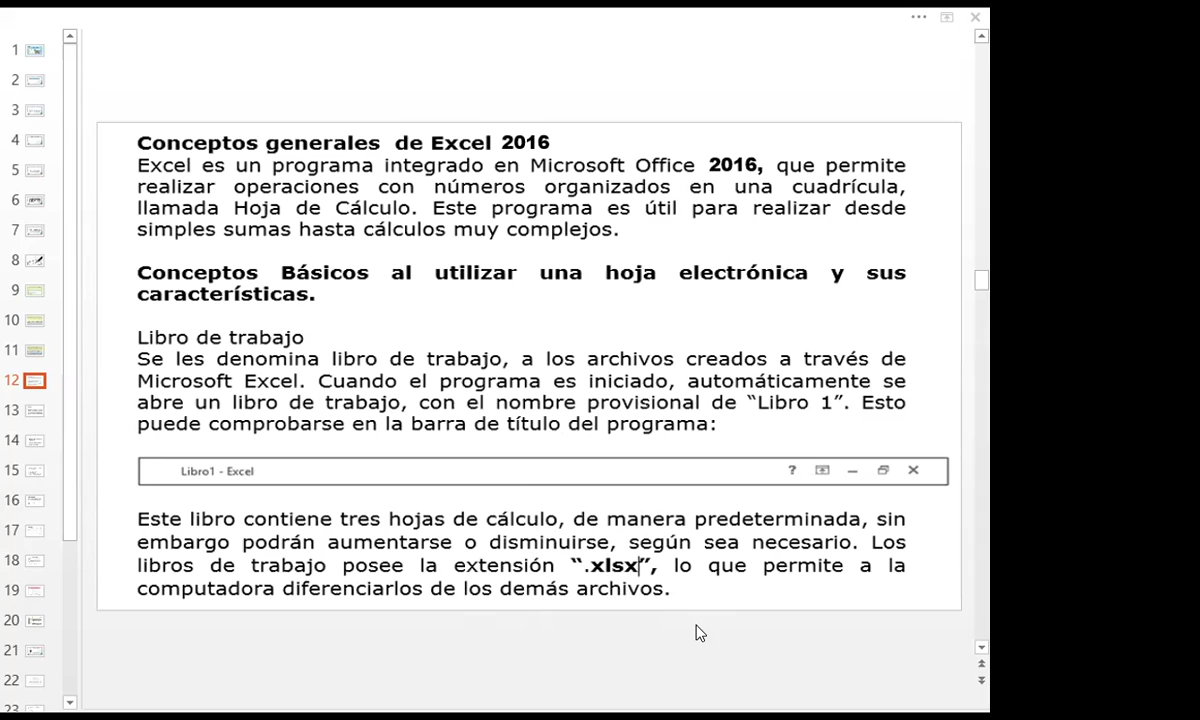 1
2
3
4
5
6
7
8
9
10
11
12
13
14
15
16
17
18
19
20
21
22
23
Conceptos generales de Excel 2016
Excel es un programa integrado en Microsoft Office 2016, que permite
realizar operaciones con números organizados en una cuadrícula,
llamada Hoja de Cálculo. Este programa es útil para realizar desde
simples sumas hasta cálculos muy complejos.
Conceptos Básicos al utilizar una hoja electrónica y sus
características.
Libro de trabajo
Se les denomina libro de trabajo, a los archivos creados a través de
Microsoft Excel. Cuando el programa es iniciado, automáticamente se
abre un libro de trabajo, con el nombre provisional de “Libro 1”. Esto
puede comprobarse en la barra de título del programa:
Libro1 - Excel ?
Este libro contiene tres hojas de cálculo, de manera predeterminada, sin
embargo podrán aumentarse o disminuirse, según sea necesario. Los
libros de trabajo posee la extensión “.xlsx”, lo que permite a la
computadora diferenciarlos de los demás archivos.